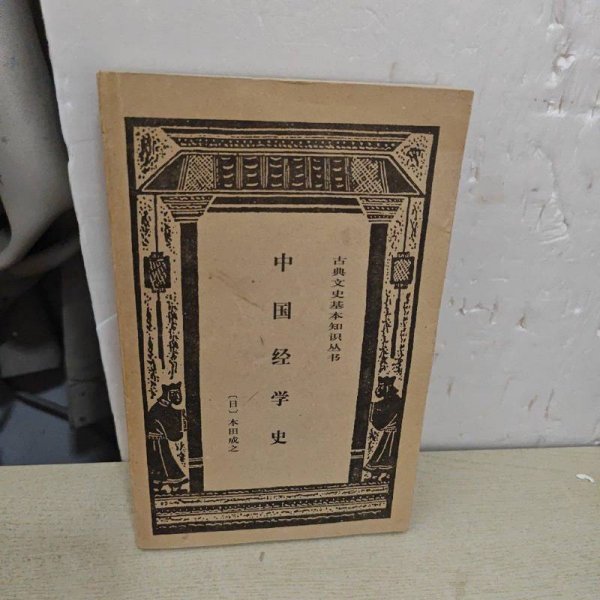 古典文史基本知识丛书
中国经学史
〔日〕本田成之